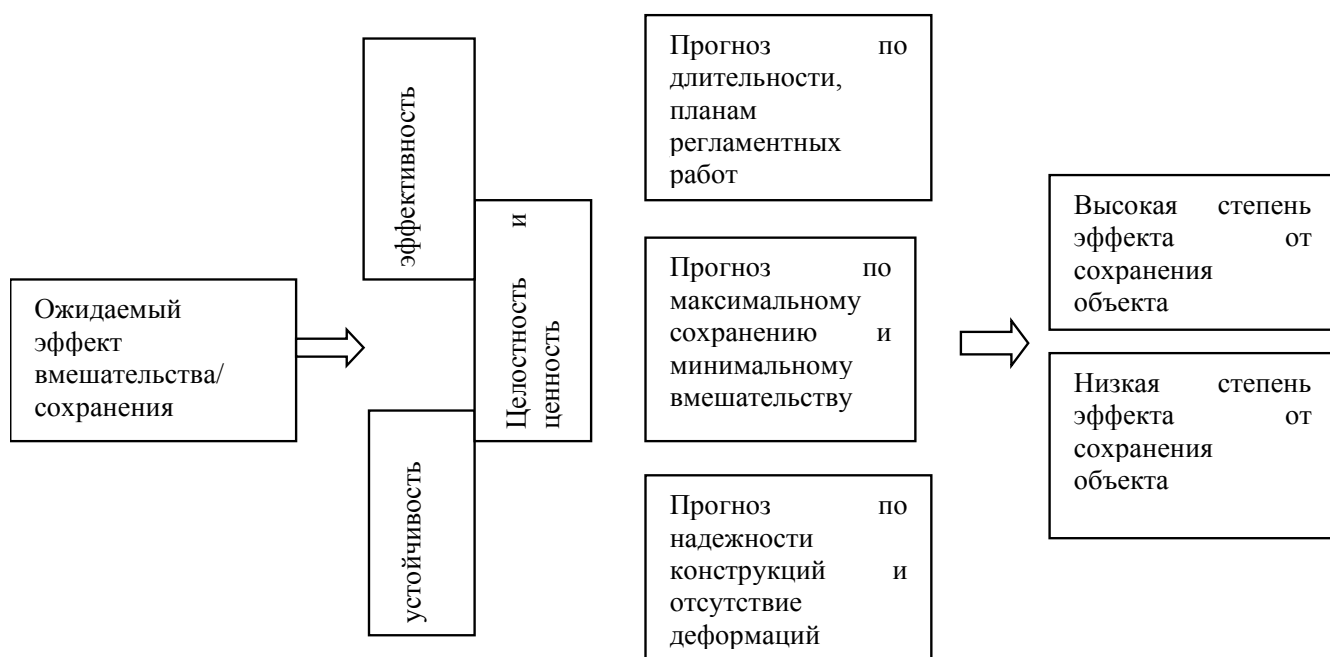 Ожидаемый
эффект
вмешательства/
сохранения
эффективность
Целостность и
ценность
устойчивость
Прогноз по
длительности,
планам
регламентных
работ
Прогноз по
максимальному
сохранению и
минимальному
вмешательству
Прогноз по
надежности
конструкций и
отсутствие
деформаций
Высокая степень
эффекта от
сохранения
объекта
Низкая степень
эффекта от
сохранения
объекта